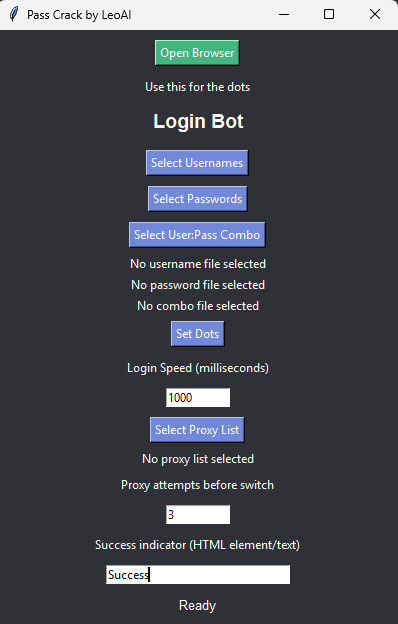 Pass Crack by LeoAI
Open Browser
Use this for the dots
Login Bot
Select Usernames
Select Passwords
Select User:Pass Combo
No username file selected
No password file selected
No combo file selected
Set Dots
Login Speed (milliseconds)
1000
Select Proxy List
No proxy list selected
Proxy attempts before switch
3
Success indicator (HTML element/text)
Success
Ready